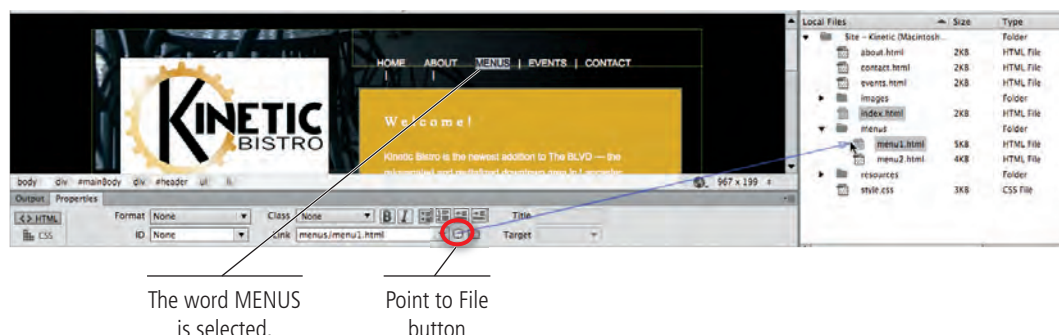 Local Files Size Type
Site – Kinetic (Macintosh... Folder
about.html 2KB HTML File
contact.html 2KB HTML File
events.html 2KB HTML File
images Folder
index.html 2KB HTML File
menus Folder
menu1.html 5KB HTML File
menu2.html 4KB HTML File
resources Folder
style.css 3KB CSS File
HOME ABOUT MENUS | EVENTS | CONTACT
KINETIC
BISTRO
Welcome!
Kinetic Bistro is the newest addition to The BLVD — the
body div #mainBody div #header ul li
967 x 199
Output Properties
<> HTML Format None Class None B I Title
CSS ID None Link menus/menu1.html Target
The word MENUS
is selected.
Point to File
button